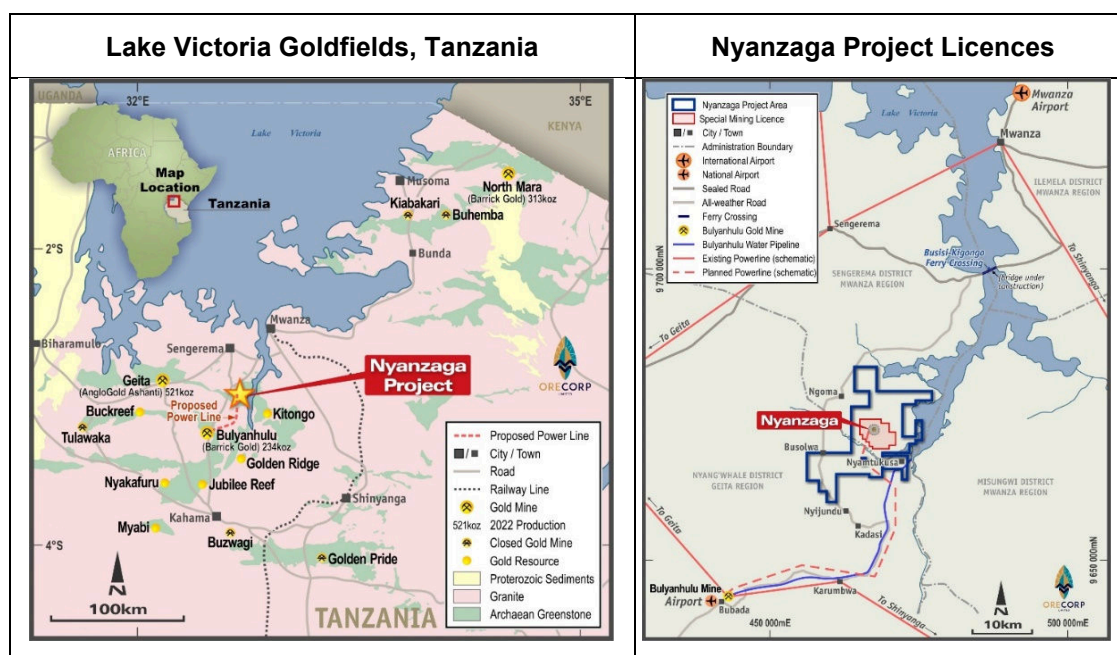 Lake Victoria Goldfields, Tanzania
UGANDA
32°E
35°E
Lake Victoria
KENYA
AFRICA
Map
Location
Tanzania
Musoma
North Mara
(Barrick Gold) 313koz
Kiabakari
Buhemba
2°S
Bunda
Mwanza
Biharamulo
Sengerema
Nyanzaga
Project
ORECORP
LIMITED
Geita
(AngloGold Ashanti) 521koz
Proposed
Power Line
Buckreef
Kitongo
Tulawaka
Bulyanhulu
(Barrick Gold) 234koz
Golden Ridge
Nyakafuru
Jubilee Reef
Kahama
Shinyanga
Myabi
Buzwagi
4°S
Golden Pride
N
100km
TANZANIA
Proposed Power Line
City / Town
Road
Railway Line
Gold Mine
521koz 2022 Production
Closed Gold Mine
Gold Resource
Proterozoic Sediments
Granite
Archaean Greenstone
Nyanzaga Project Licences
Nyanzaga Project Area
Special Mining Licence
City / Town
Administration Boundary
International Airport
National Airport
Sealed Road
All-weather Road
Ferry Crossing
Bulyanhulu Gold Mine
Bulyanhulu Water Pipeline
Existing Powerline (schematic)
Planned Powerline (schematic)
Lake Victoria
Mwanza
Airport
Mwanza
ILEMELA DISTRICT
MWANZA REGION
Sengerema
To Shinyanga
Busisi-Kigongo
Ferry Crossing
(Bridge under
construction)
9 700 000mN
SENGEREMA DISTRICT
MWANZA REGION
To Geita
Ngoma
Nyanzaga
Busolwa
Nyamtukusa
NYANG'WHALE DISTRICT
GEITA REGION
MISUNGWI DISTRICT
MWANZA REGION
Nyijundu
Kadasi
To Geita
9 650 000mN
Bulyanhulu Mine
Airport
Bubada
Karumbwa
To Shinyanga
N
10km
ORECORP
LIMITED
450 000mE
500 000mE